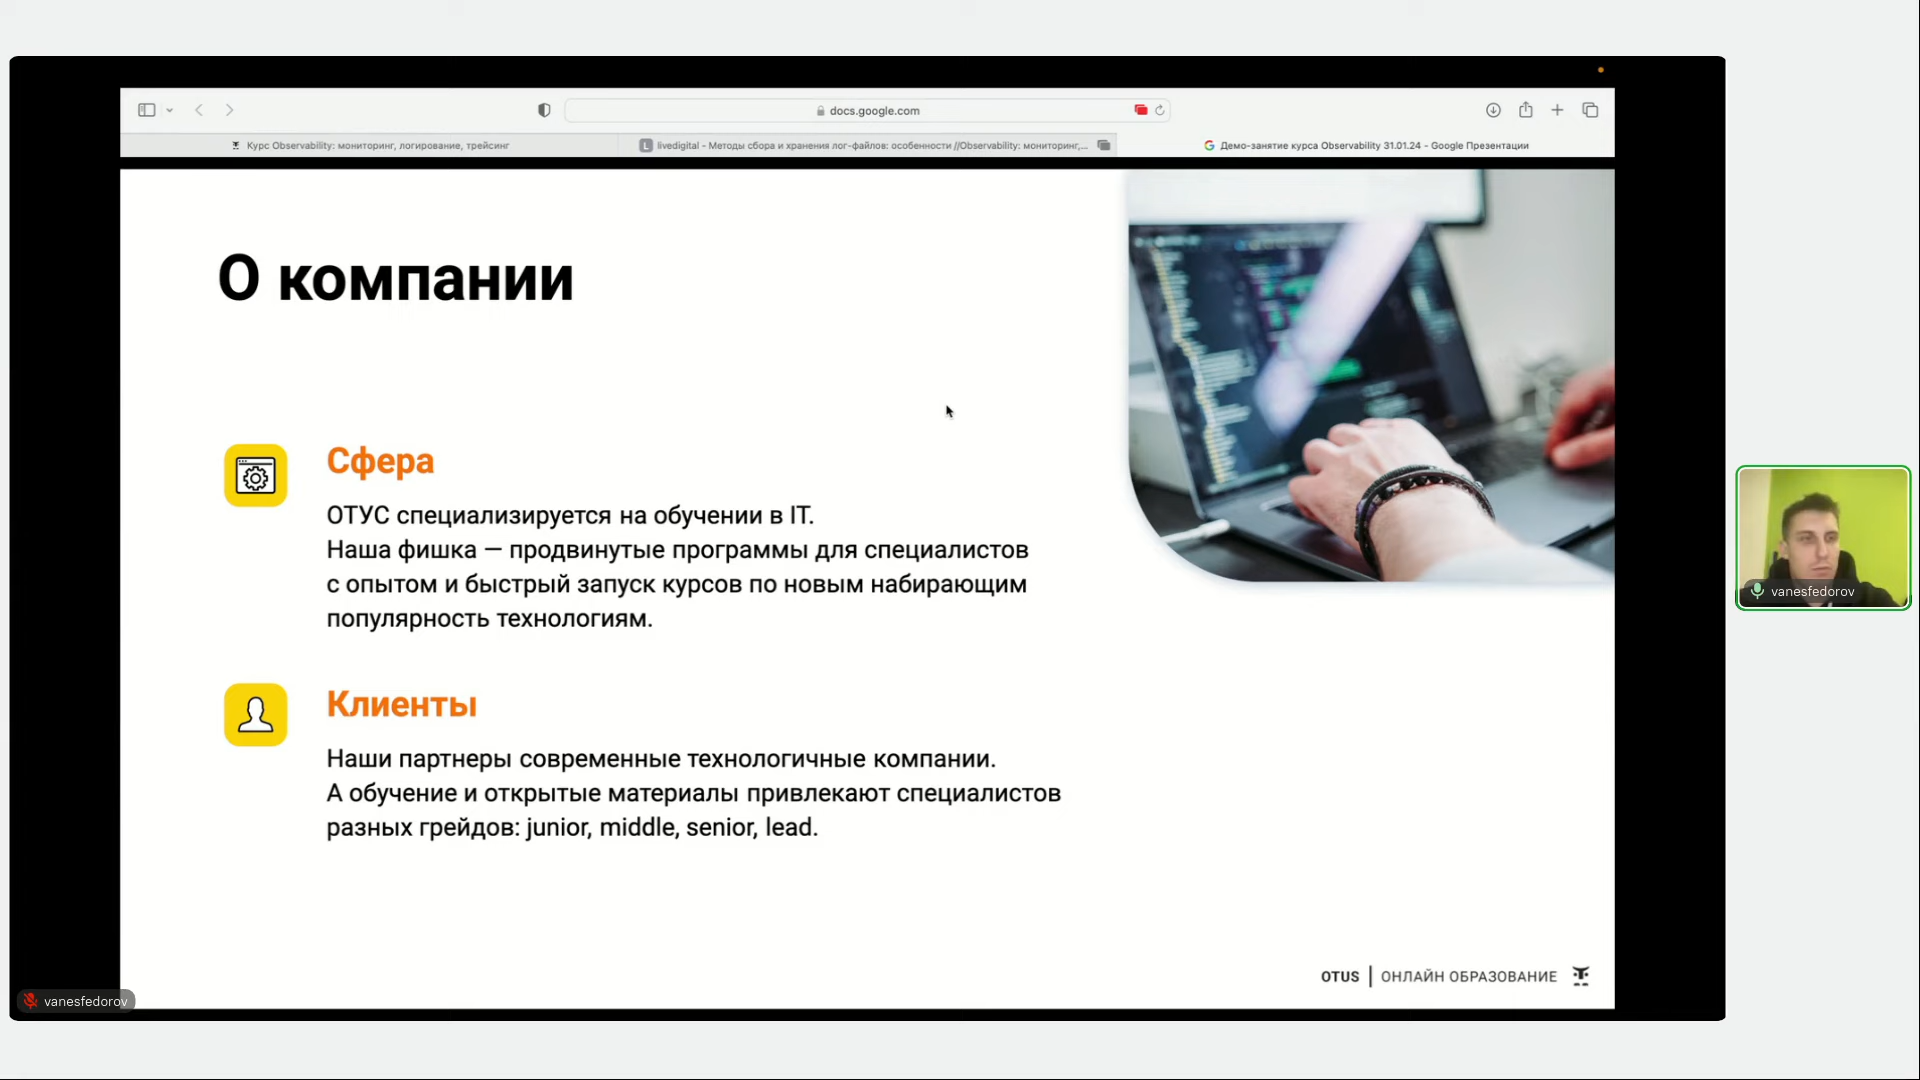 docs.google.com
Курс Observability: мониторинг, логирование, трейсинг
L livedigital - Методы сбора и хранения лог-файлов: особенности //Observability: мониторинг,...
Демо-занятие курса Observability 31.01.24 - Google Презентации
О компании
Сфера
ОТУС специализируется на обучении в IT.
Наша фишка — продвинутые программы для специалистов
с опытом и быстрый запуск курсов по новым набирающим
популярность технологиям.
Клиенты
Наши партнеры современные технологичные компании.
А обучение и открытые материалы привлекают специалистов
разных грейдов: junior, middle, senior, lead.
OTUS | ОНЛАЙН ОБРАЗОВАНИЕ
vanesfedorov
vanesfedorov